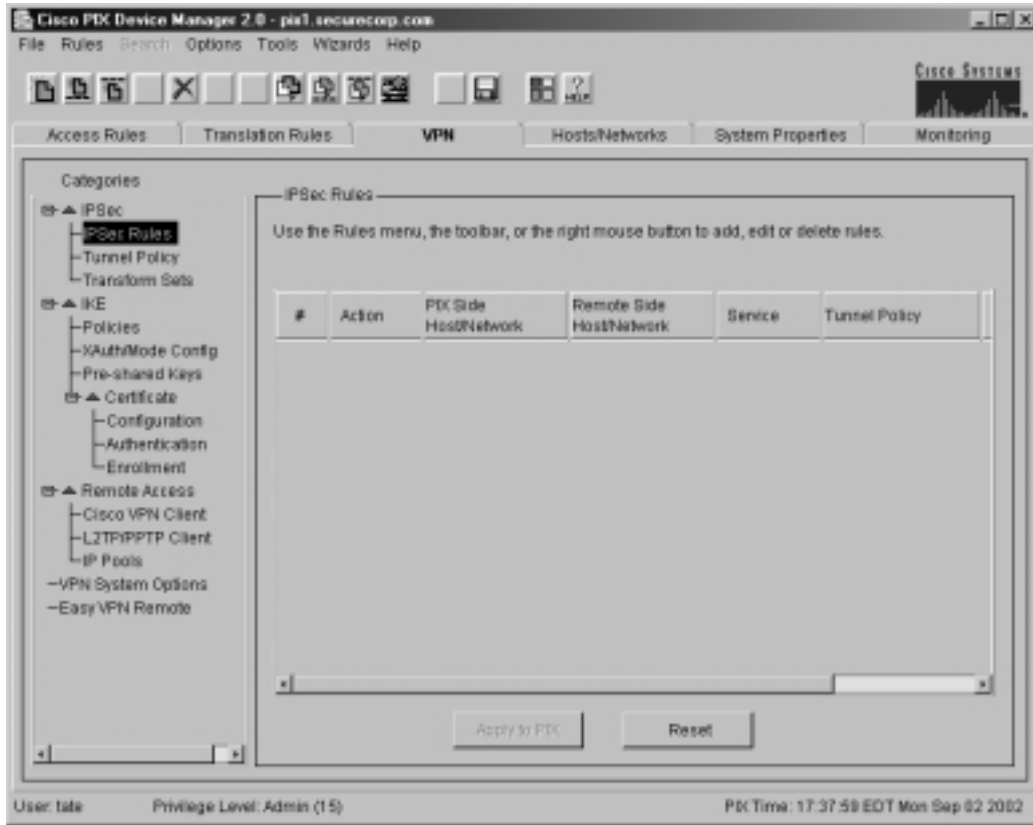 Cisco PIX Device Manager 2.0 - pix1.securecorp.com
File Rules Search Options Tools Wizards Help
HELP
CISCO SYSTEMS
Access Rules Translation Rules VPN Hosts/Networks System Properties Monitoring
Categories
IPSec
IPSec Rules
Tunnel Policy
Transform Sets
IKE
Policies
XAuth/Mode Config
Pre-shared Keys
Certificate
Configuration
Authentication
Enrollment
Remote Access
Cisco VPN Client
L2TP/PPTP Client
IP Pools
VPN System Options
Easy VPN Remote
IPSec Rules
Use the Rules menu, the toolbar, or the right mouse button to add, edit or delete rules.
# Action PIX Side Host/Network Remote Side Host/Network Service Tunnel Policy
Apply to PIX Reset
User: tate Privilege Level: Admin (15) PIX Time: 17:37:59 EDT Mon Sep 02 2002